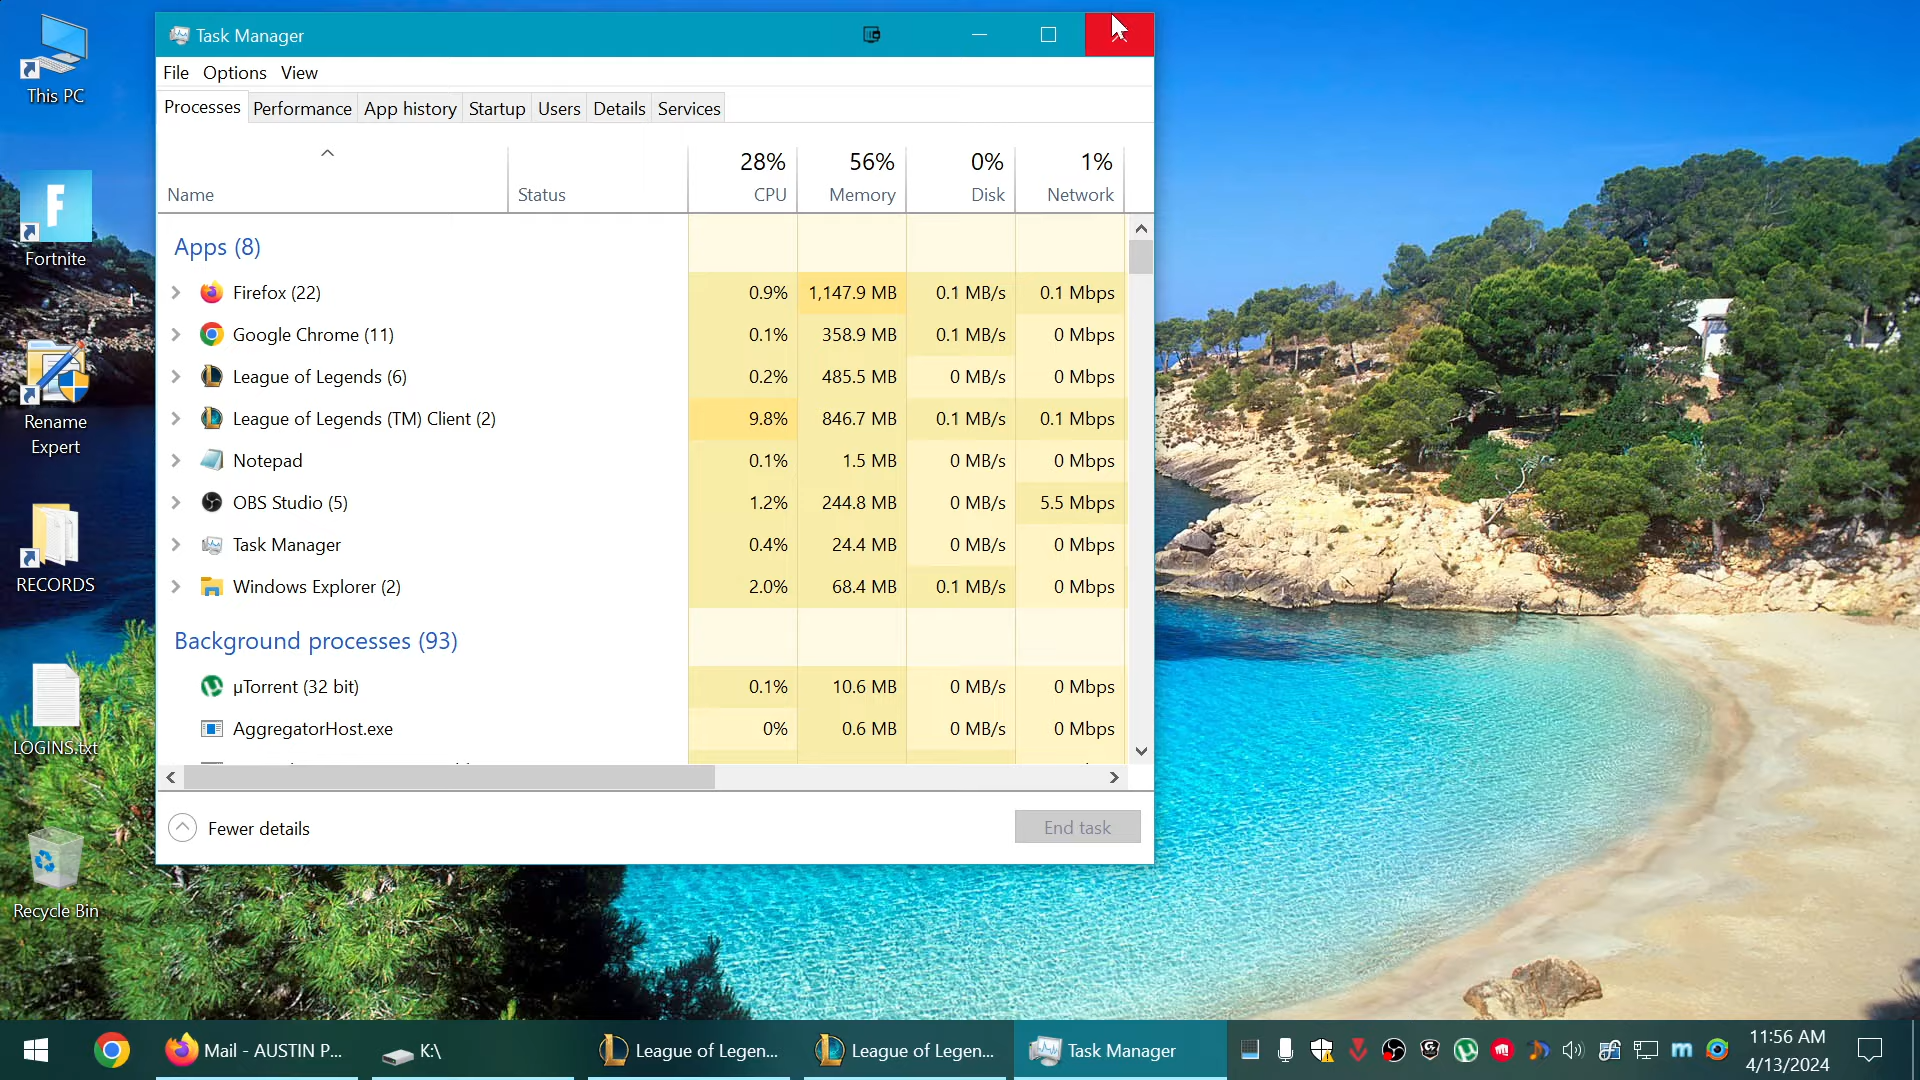 This PC
Fortnite
Rename
Expert
RECORDS
LOGINS.txt
Recycle Bin
Task Manager
File Options View
Processes Performance App history Startup Users Details Services
28% 56% 0% 1%
Name Status CPU Memory Disk Network
Apps (8)
Firefox (22) 0.9% 1,147.9 MB 0.1 MB/s 0.1 Mbps
Google Chrome (11) 0.1% 358.9 MB 0.1 MB/s 0 Mbps
League of Legends (6) 0.2% 485.5 MB 0 MB/s 0 Mbps
League of Legends (TM) Client (2) 9.8% 846.7 MB 0.1 MB/s 0.1 Mbps
Notepad 0.1% 1.5 MB 0 MB/s 0 Mbps
OBS Studio (5) 1.2% 244.8 MB 0 MB/s 5.5 Mbps
Task Manager 0.4% 24.4 MB 0 MB/s 0 Mbps
Windows Explorer (2) 2.0% 68.4 MB 0.1 MB/s 0 Mbps
Background processes (93)
µTorrent (32 bit) 0.1% 10.6 MB 0 MB/s 0 Mbps
AggregatorHost.exe 0% 0.6 MB 0 MB/s 0 Mbps
Fewer details End task
Mail - AUSTIN P... K:\ League of Legen... League of Legen... Task Manager
11:56 AM
4/13/2024